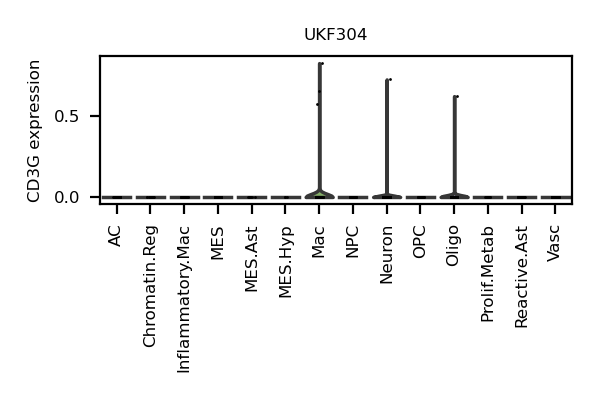 UKF304
CD3G expression
0.5
0.0
AC
Chromatin.Reg
Inflammatory.Mac
MES
MES.Ast
MES.Hyp
Mac
NPC
Neuron
OPC
Oligo
Prolif.Metab
Reactive.Ast
Vasc